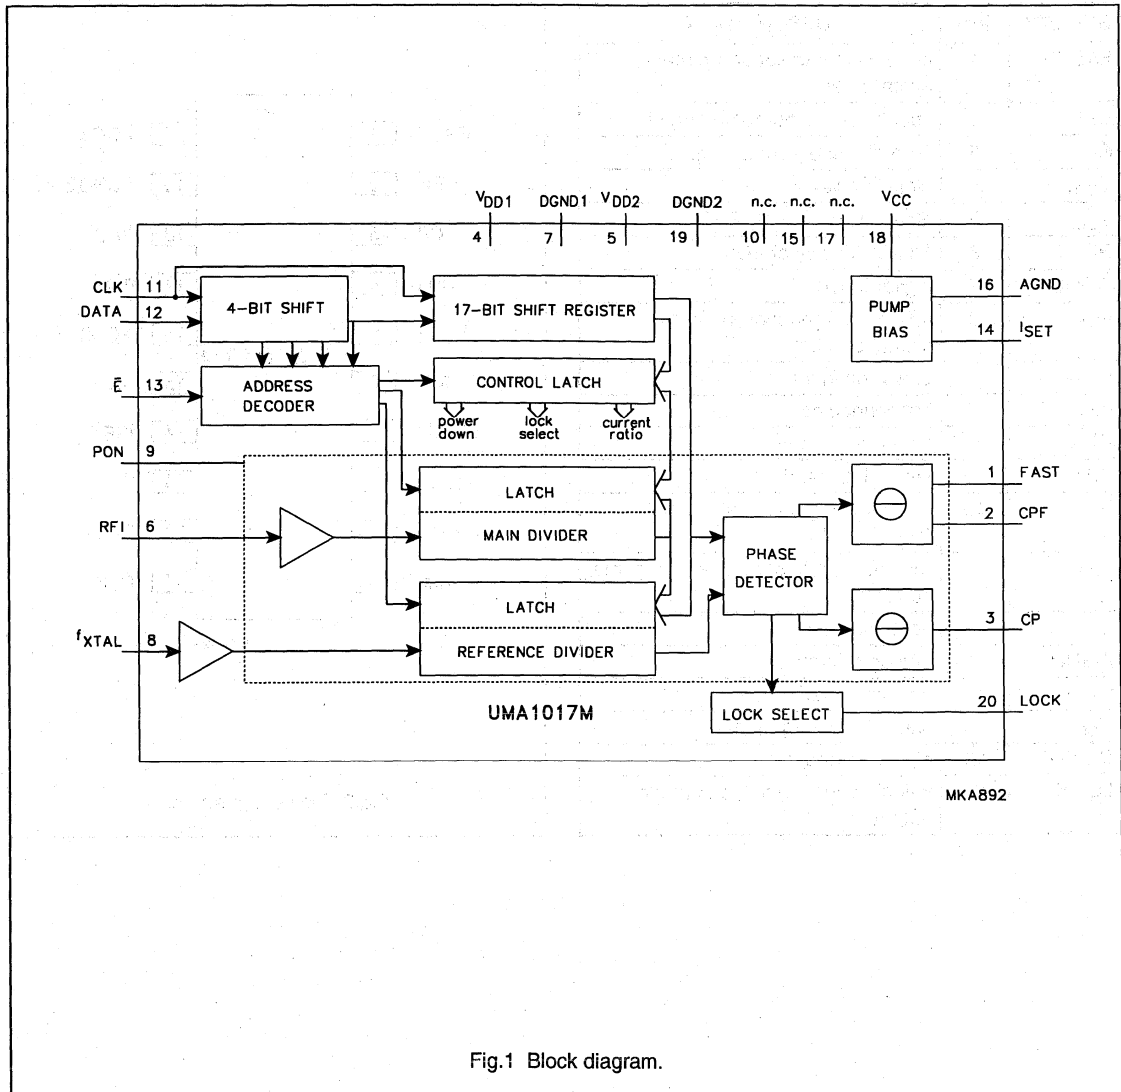 VDD1 DGND1 VDD2 DGND2 n.c. n.c. n.c. VCC
4 7 5 19 10 15 17 18
CLK 11
DATA 12
4-BIT SHIFT
17-BIT SHIFT REGISTER
PUMP
BIAS
16 AGND
14 ISET
Ē 13
ADDRESS
DECODER
CONTROL LATCH
power
down
lock
select
current
ratio
PON 9
LATCH
MAIN DIVIDER
RFI 6
PHASE
DETECTOR
1 FAST
2 CPF
LATCH
REFERENCE DIVIDER
fXTAL 8
3 CP
UMA1017M
LOCK SELECT
20 LOCK
MKA892
Fig.1 Block diagram.